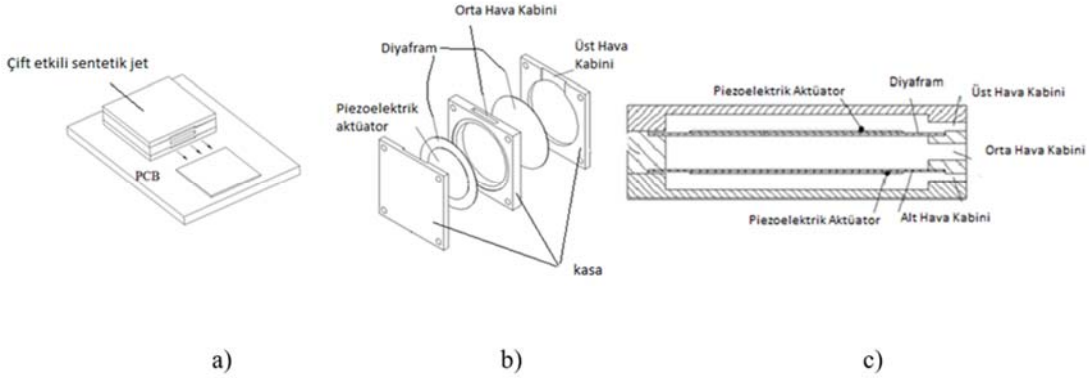 Çift etkili sentetik jet
PCB
a)
Orta Hava Kabini
Diyafram
Üst Hava
Kabini
Piezoelektrik
aktüator
kasa
b)
Piezoelektrik Aktüator
Diyafram
Üst Hava Kabini
Orta Hava Kabini
Piezoelektrik Aktüator
Alt Hava Kabini
c)